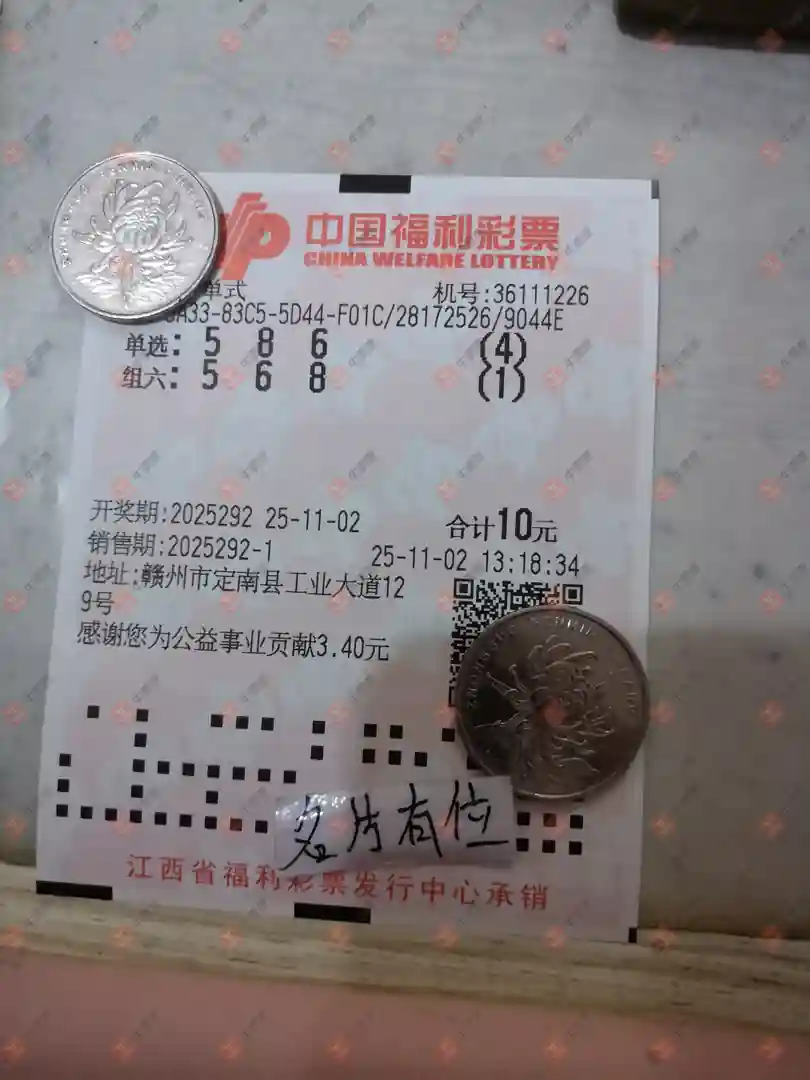 中国福利彩票
CHINA WELFARE LOTTERY
单式 机号:36111226
A33-83C5-5D44-F01C/28172526/9044E
单选: 5 8 6 (4)
组六: 5 6 8 (1)
开奖期:2025292 25-11-02 合计10元
销售期:2025292-1 25-11-02 13:18:34
地址:赣州市定南县工业大道12
9号
感谢您为公益事业贡献3.40元
名片有位
江西省福利彩票发行中心承销